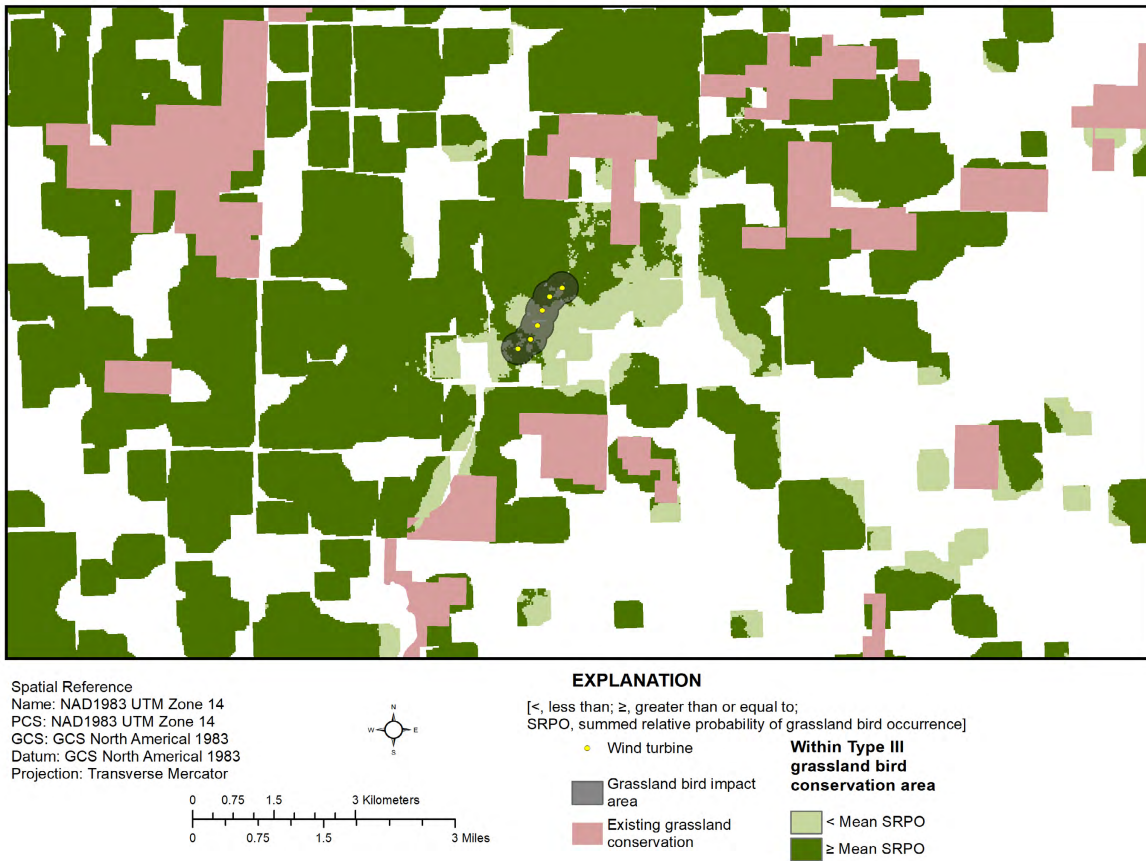 Spatial Reference
Name: NAD1983 UTM Zone 14
PCS: NAD1983 UTM Zone 14
GCS: GCS North Americal 1983
Datum: GCS North Americal 1983
Projection: Transverse Mercator
N
W E
S
0 0.75 1.5 3 Kilometers
0 0.75 1.5 3 Miles
EXPLANATION
[<, less than; ≥, greater than or equal to;
SRPO, summed relative probability of grassland bird occurrence]
Wind turbine
Grassland bird impact
area
Existing grassland
conservation
Within Type III
grassland bird
conservation area
< Mean SRPO
≥ Mean SRPO